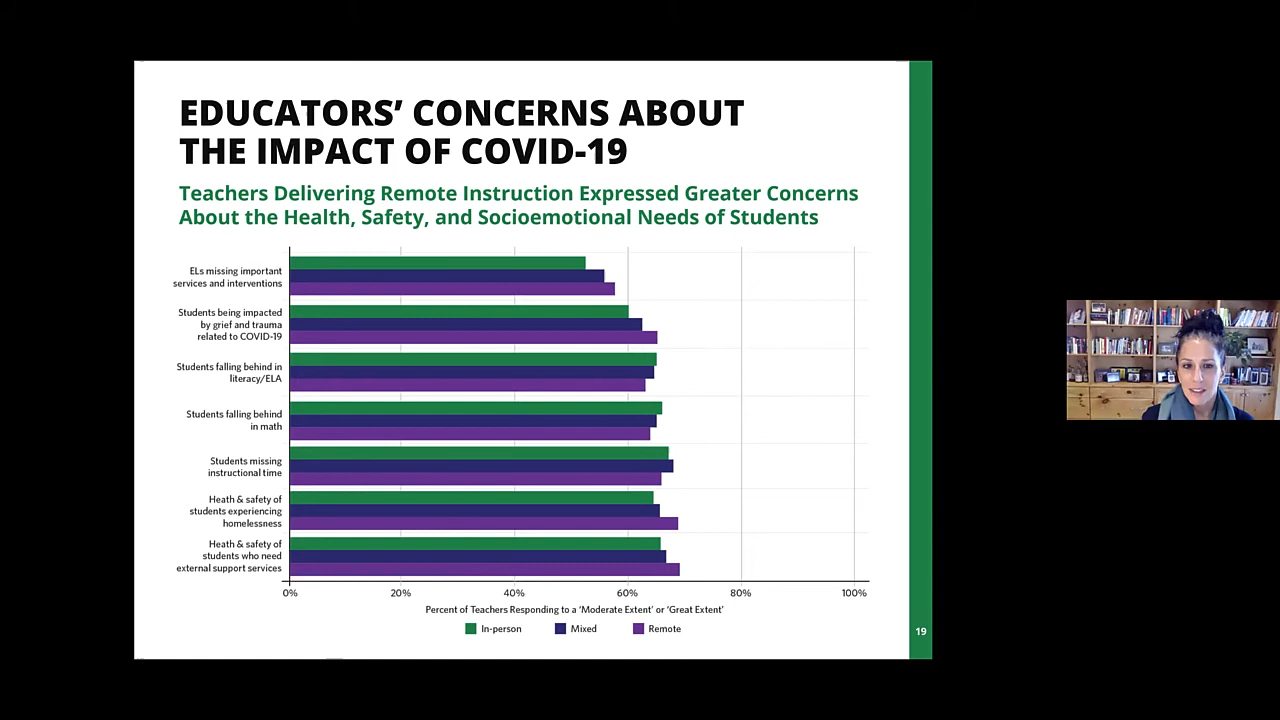 EDUCATORS’ CONCERNS ABOUT
THE IMPACT OF COVID-19
Teachers Delivering Remote Instruction Expressed Greater Concerns
About the Health, Safety, and Socioemotional Needs of Students
ELs missing important
services and interventions
Students being impacted
by grief and trauma
related to COVID-19
Students falling behind in
literacy/ELA
Students falling behind
in math
Students missing
instructional time
Heath & safety of
students experiencing
homelessness
Heath & safety of
students who need
external support services
0% 20% 40% 60% 80% 100%
Percent of Teachers Responding to a ‘Moderate Extent’ or ‘Great Extent’
In-person Mixed Remote
19